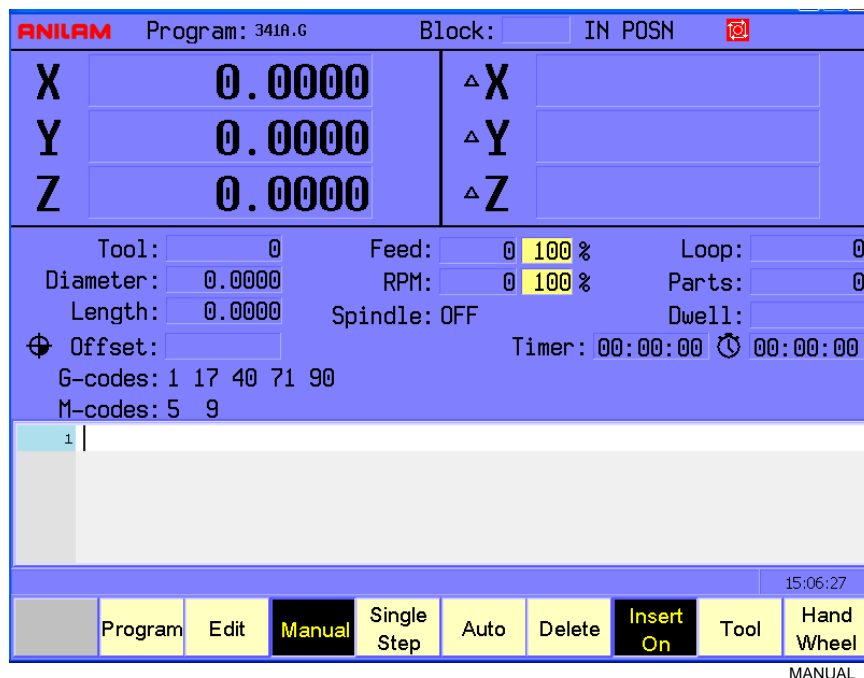 ANILAM Program: 341A.G Block: IN POSN
X 0.0000 △X
Y 0.0000 △Y
Z 0.0000 △Z
Tool: 0 Feed: 0 100 % Loop: 0
Diameter: 0.0000 RPM: 0 100 % Parts: 0
Length: 0.0000 Spindle: OFF Dwell:
Offset: Timer: 00:00:00 00:00:00
G-codes: 1 17 40 71 90
M-codes: 5 9
1
15:06:27
Program Edit Manual Single Step Auto Delete Insert On Tool Hand Wheel
MANUAL